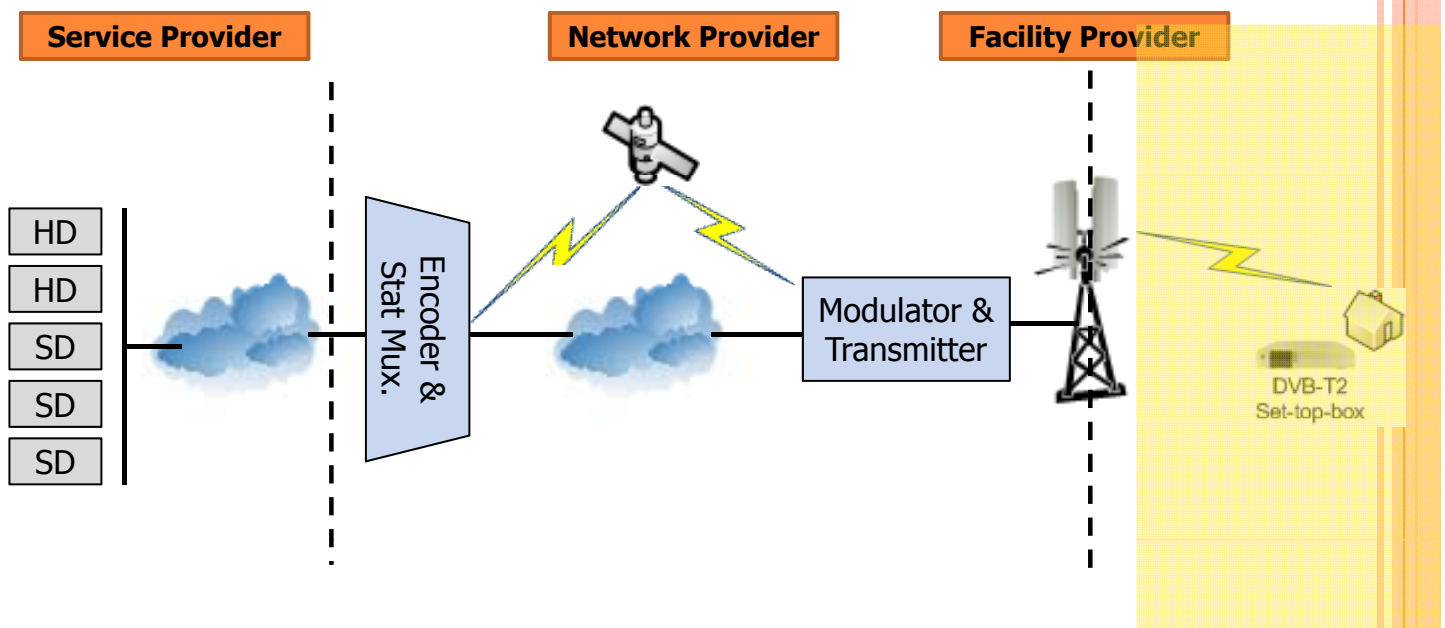 Service Provider
Network Provider
Facility Provider
HD
HD
SD
SD
SD
Encoder &
Stat Mux.
Modulator &
Transmitter
DVB-T2
Set-top-box